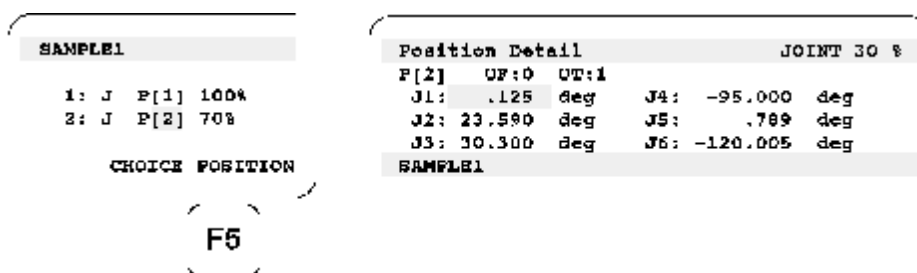 SAMPLE1
1: J P[1] 100%
2: J P[2] 70%
CHOICE POSITION
F5
Position Detail JOINT 30 %
P[2] UF:0 UT:1
J1: .125 deg J4: -95.000 deg
J2: 23.590 deg J5: .789 deg
J3: 30.300 deg J6: -120.005 deg
SAMPLE1